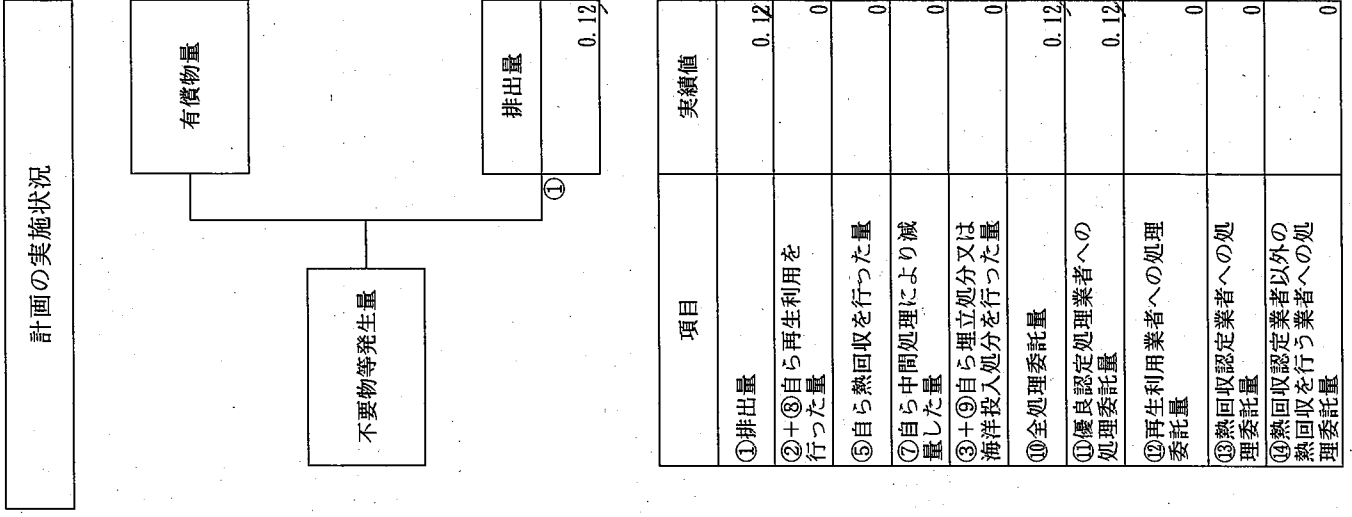 計画の実施状況
有償物量
不要物等発生量
排出量
①
0.12
項目
実績値
①排出量
0.12
②+⑧自ら再生利用を
行った量
0
⑤自ら熱回収を行った量
0
⑦自ら中間処理により減
量した量
0
③+⑨自ら埋立処分又は
海洋投入処分を行った量
0
⑩全処理委託量
0.12
⑪優良認定処理業者への
処理委託量
0.12
⑫再生利用業者への処理
委託量
0
⑬熱回収認定業者への処
理委託量
0
⑭熱回収認定業者以外の
熱回収を行う業者への処
理委託量
0